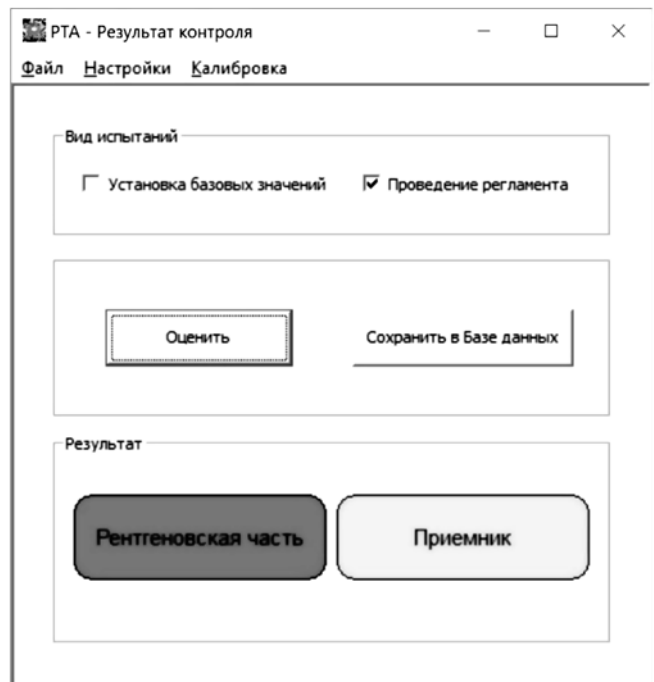 РТА - Результат контроля
Файл Настройки Калибровка
Вид испытаний
Установка базовых значений Проведение регламента
Оценить Сохранить в Базе данных
Результат
Рентгеновская часть Приемник